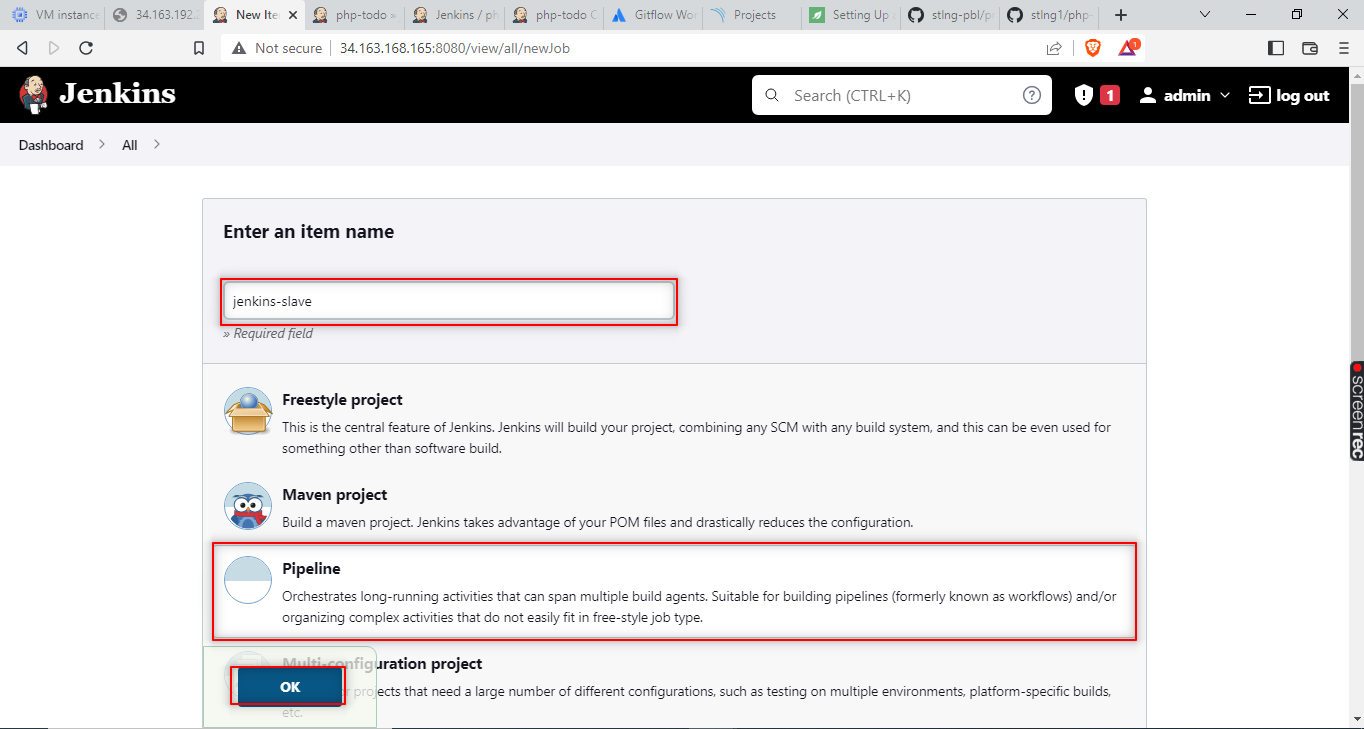 VM instance
34.163.192.2
New Ite
php-todo »
Jenkins / ph
php-todo C
Gitflow Wor
Projects
Setting Up a
stlng-pbl/p
stlng1/php-
Not secure
34.163.168.165:8080/view/all/newJob
1
Jenkins
Search (CTRL+K)
1
admin
log out
Dashboard
All
Enter an item name
jenkins-slave
» Required field
Freestyle project
This is the central feature of Jenkins. Jenkins will build your project, combining any SCM with any build system, and this can be even used for
something other than software build.
Maven project
Build a maven project. Jenkins takes advantage of your POM files and drastically reduces the configuration.
Pipeline
Orchestrates long-running activities that can span multiple build agents. Suitable for building pipelines (formerly known as workflows) and/or
organizing complex activities that do not easily fit in free-style job type.
Multi-configuration project
projects that need a large number of different configurations, such as testing on multiple environments, platform-specific builds,
etc.
OK
screenrec